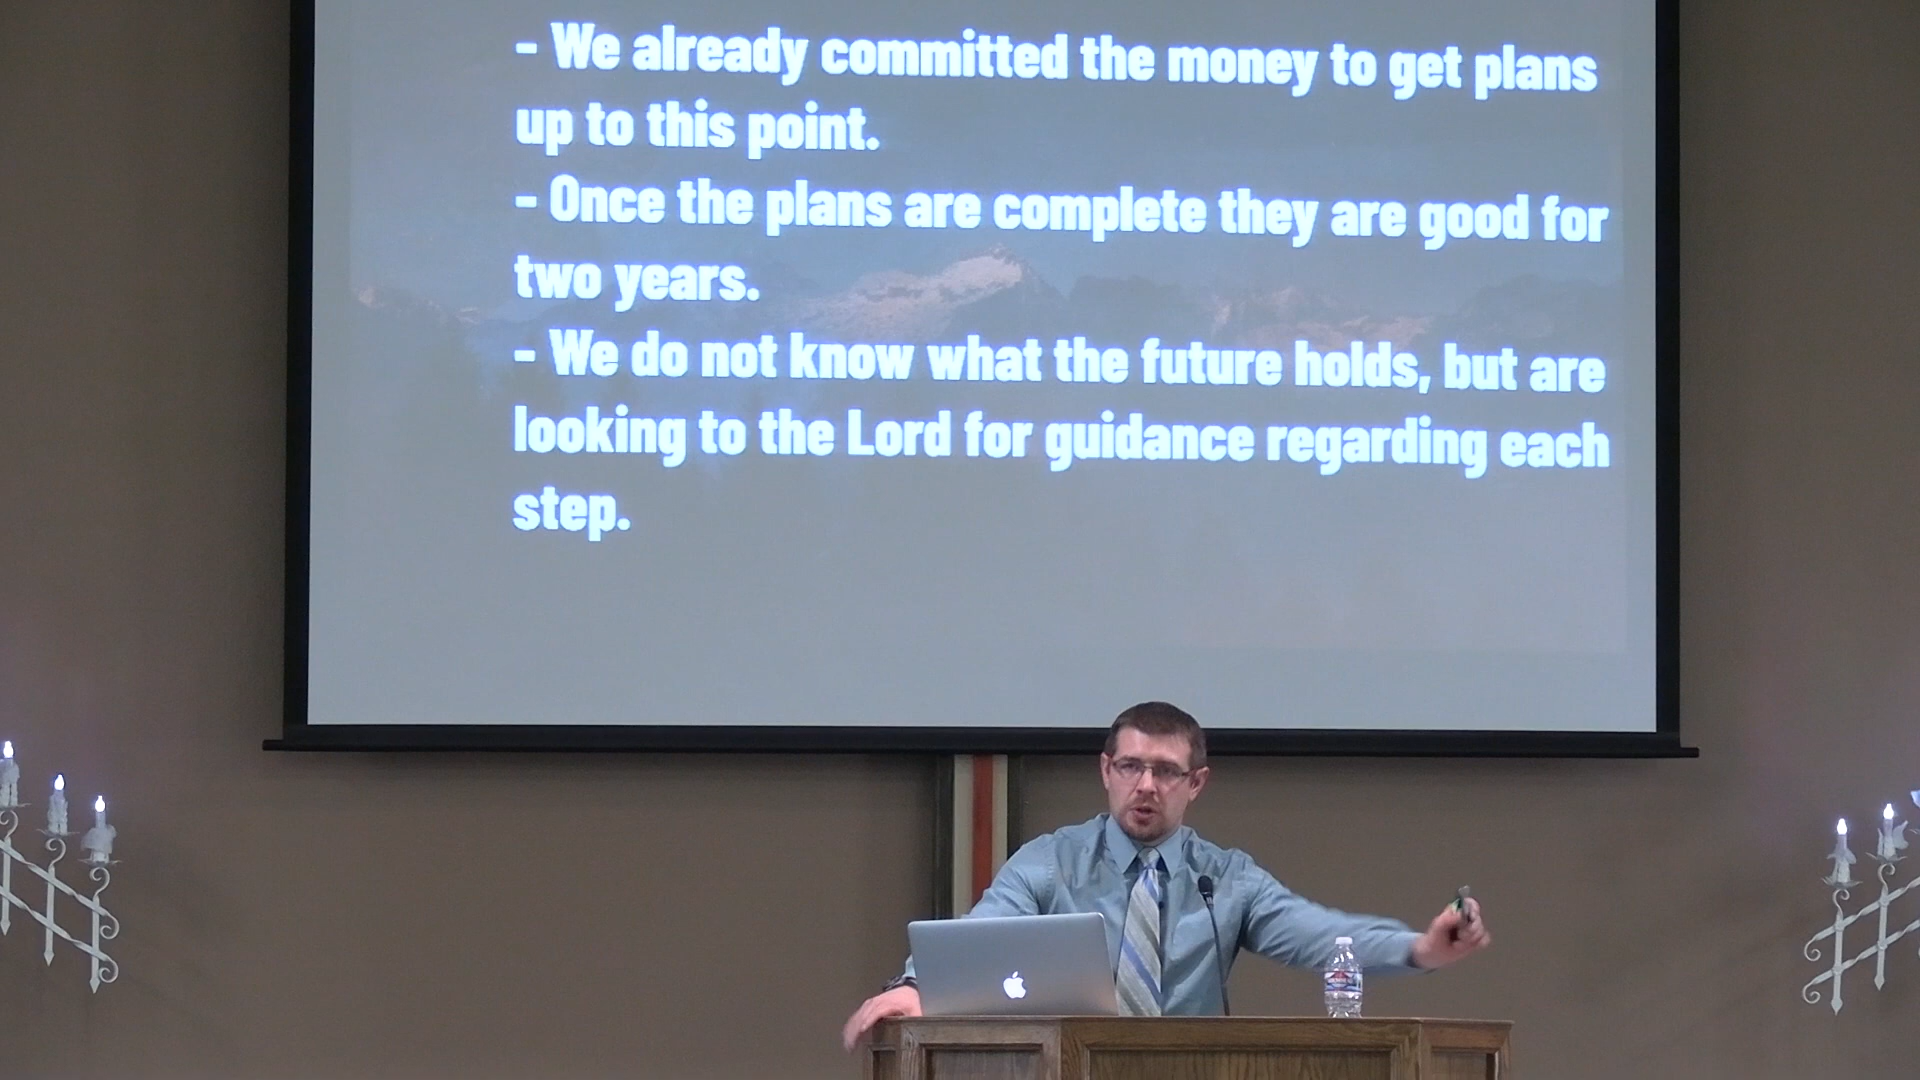 - We already committed the money to get plans
up to this point.
- Once the plans are complete they are good for
two years.
- We do not know what the future holds, but are
looking to the Lord for guidance regarding each
step.